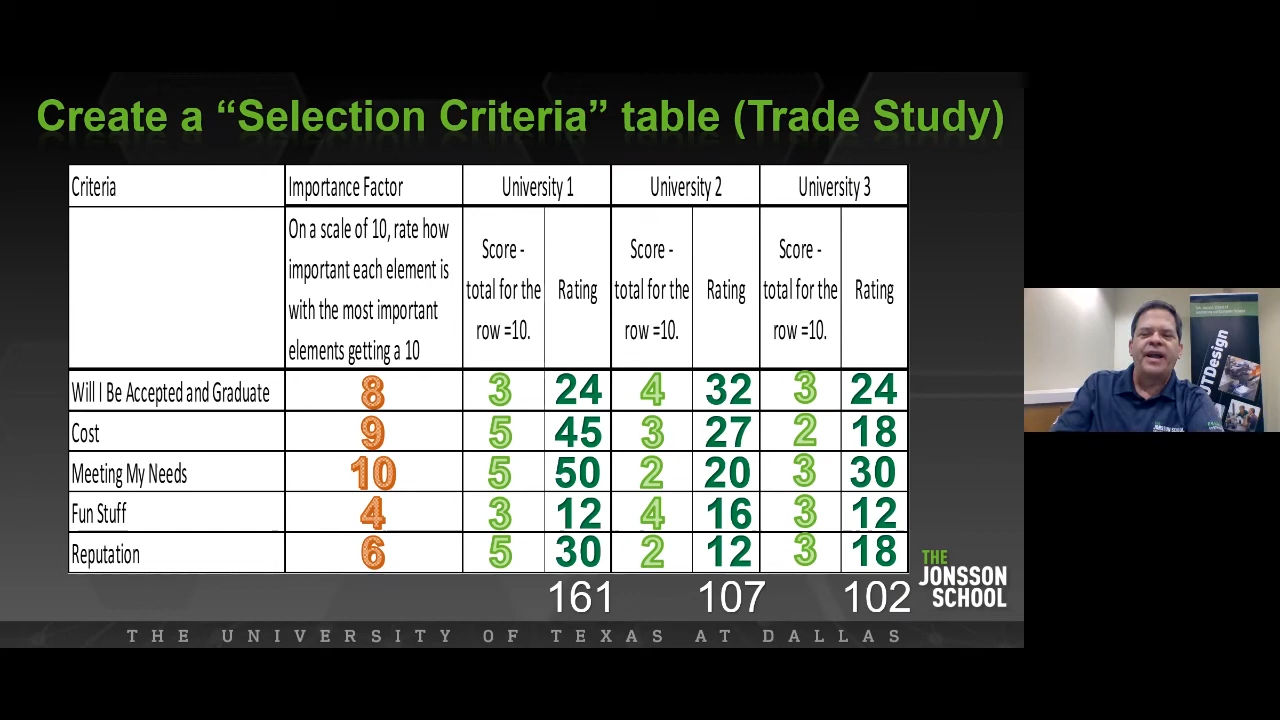 Create a “Selection Criteria” table (Trade Study)
Criteria Importance Factor University 1 University 2 University 3
On a scale of 10, rate how
important each element is
with the most important
elements getting a 10
Score -
total for the
row =10.
Rating
Score -
total for the
row =10.
Rating
Score -
total for the
row =10.
Rating
Will I Be Accepted and Graduate 8 3 24 4 32 3 24
Cost 9 5 45 3 27 2 18
Meeting My Needs 10 5 50 2 20 3 30
Fun Stuff 4 3 12 4 16 3 12
Reputation 6 5 30 2 12 3 18
161 107 102
THE
JONSSON
SCHOOL
THE UNIVERSITY OF TEXAS AT DALLAS
UTDesign